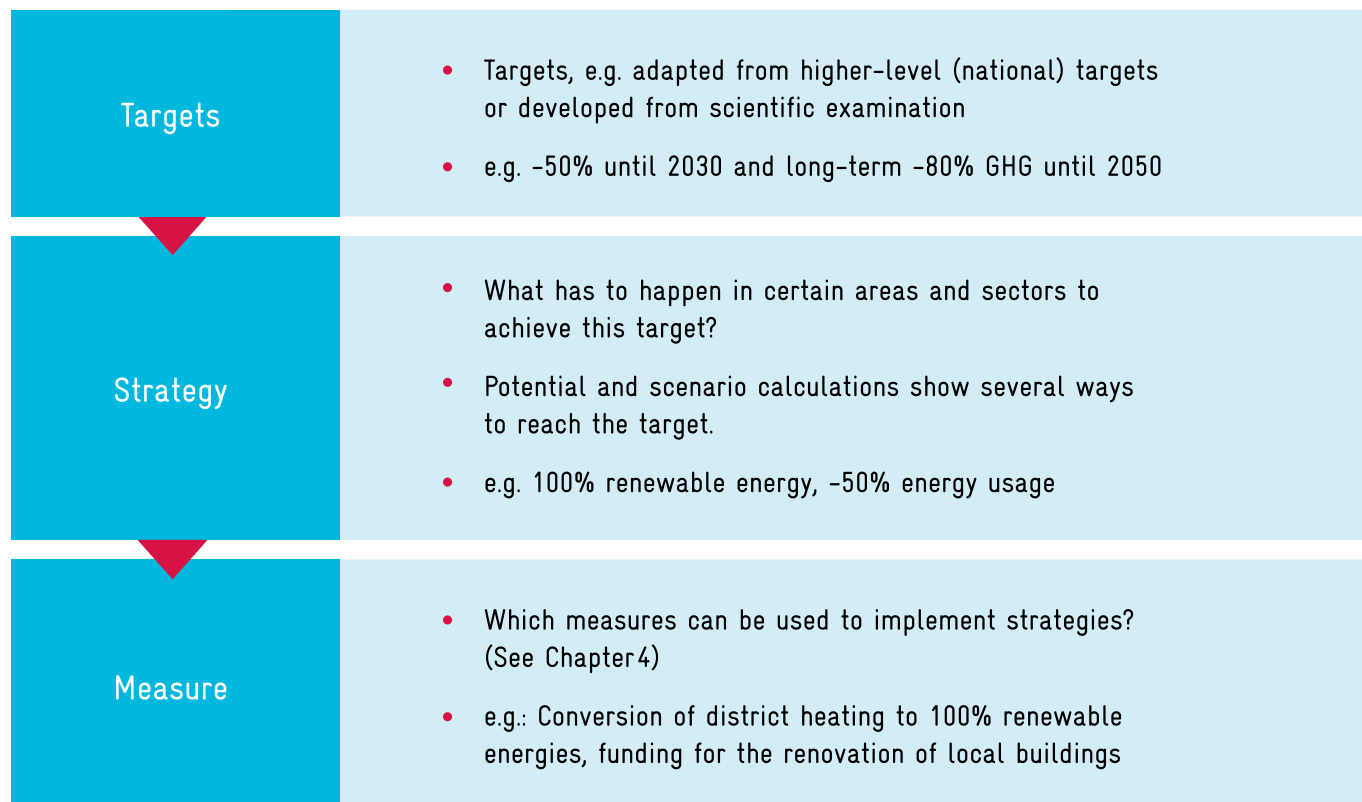 Targets
• Targets, e.g. adapted from higher-level (national) targets
or developed from scientific examination
• e.g. -50% until 2030 and long-term -80% GHG until 2050
Strategy
• What has to happen in certain areas and sectors to
achieve this target?
• Potential and scenario calculations show several ways
to reach the target.
• e.g. 100% renewable energy, -50% energy usage
Measure
• Which measures can be used to implement strategies?
(See Chapter 4)
• e.g.: Conversion of district heating to 100% renewable
energies, funding for the renovation of local buildings